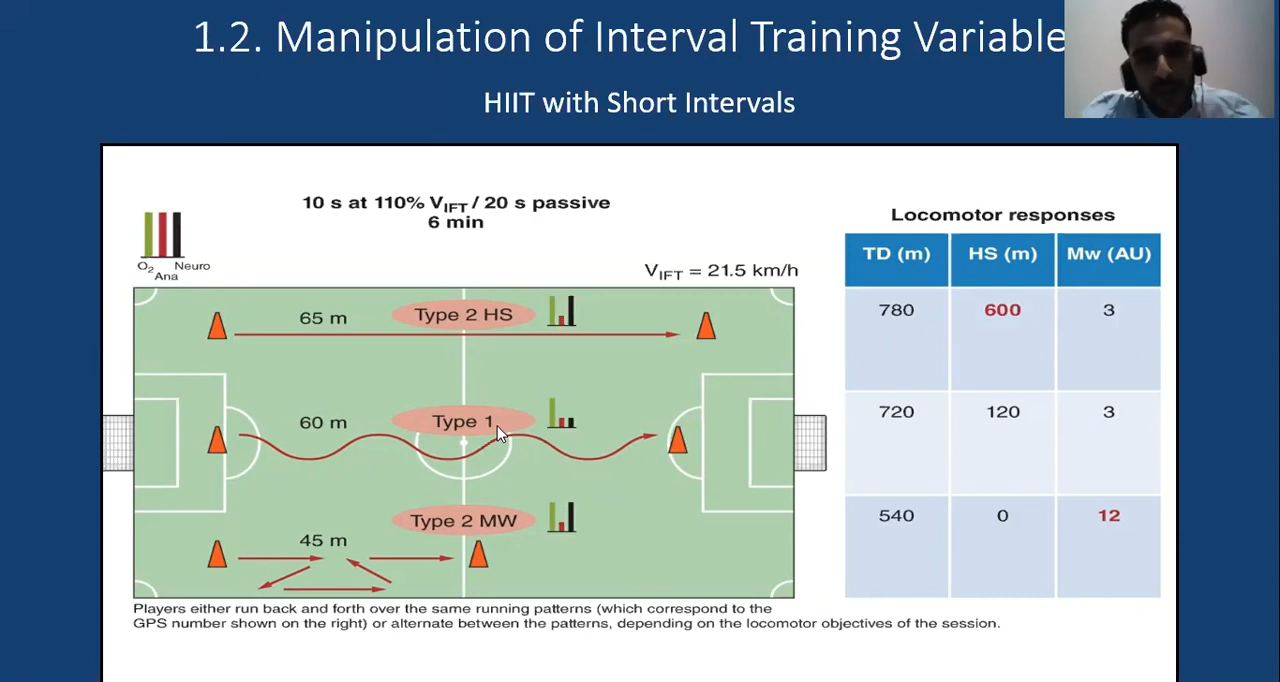 1.2. Manipulation of Interval Training Variable
HIIT with Short Intervals
10 s at 110% VIFT / 20 s passive
6 min
O2 Neuro
Ana
VIFT = 21.5 km/h
65 m Type 2 HS
60 m Type 1
Type 2 MW
45 m
Locomotor responses
TD (m) HS (m) Mw (AU)
780 600 3
720 120 3
540 0 12
Players either run back and forth over the same running patterns (which correspond to the
GPS number shown on the right) or alternate between the patterns, depending on the locomotor objectives of the session.